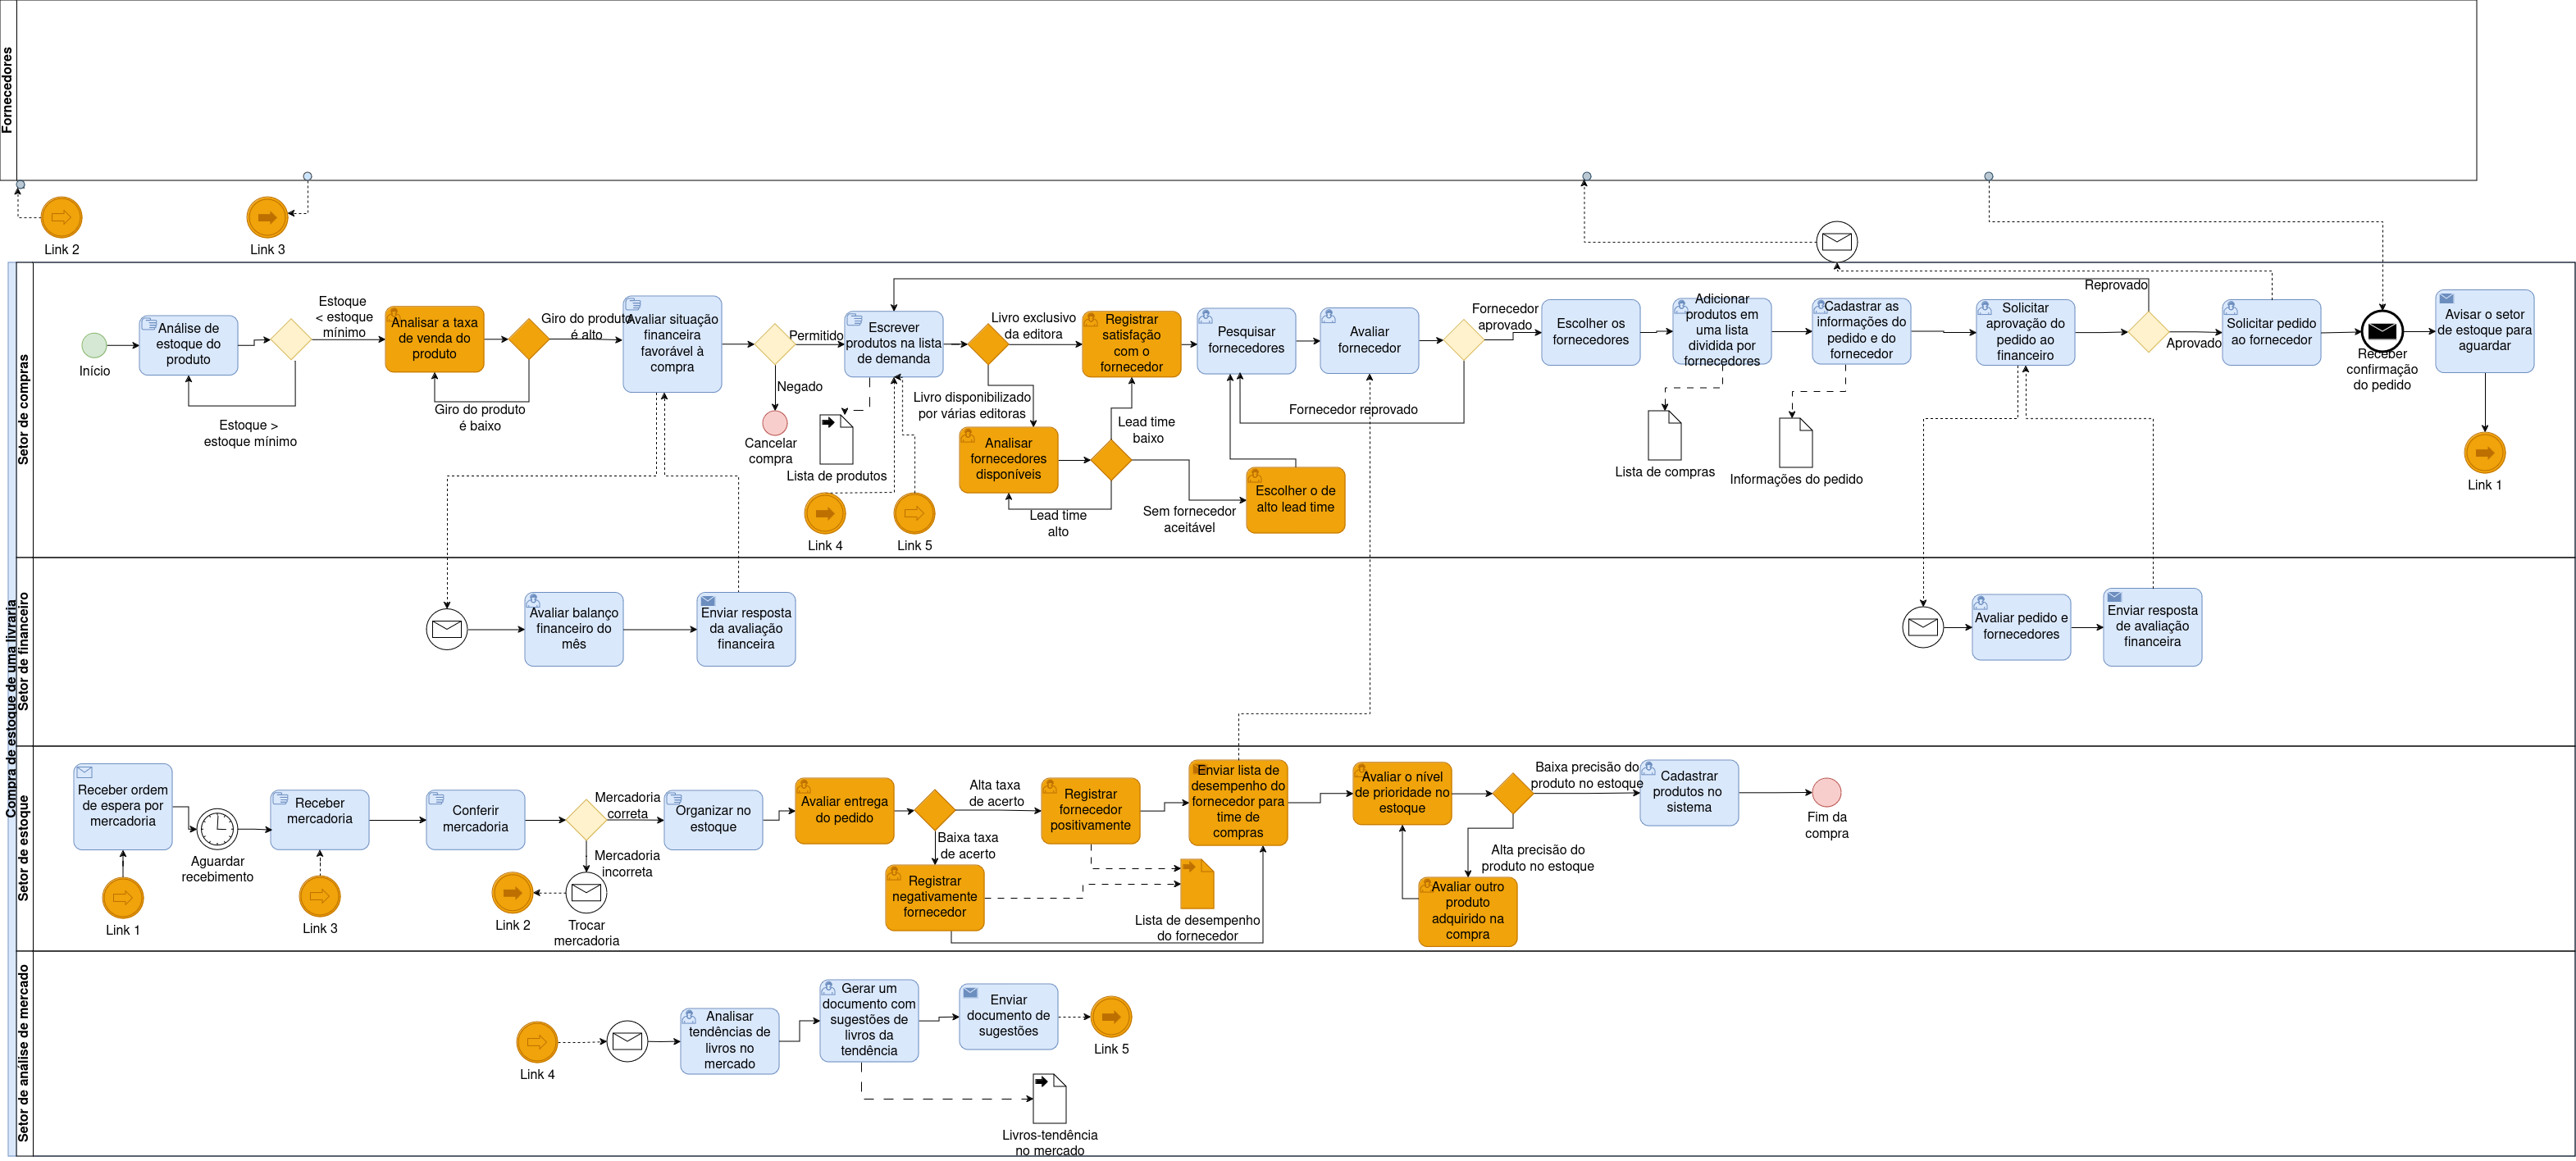 Fornecedores
Link 2
Link 3
Compra de estoque de uma livraria
Setor de compras
Início
Análise de
estoque do
produto
Estoque >
estoque mínimo
Estoque
< estoque
mínimo
Analisar a taxa
de venda do
produto
Giro do produto
é baixo
Giro do produto
é alto
Avaliar situação
financeira
favorável à
compra
Permitido
Negado
Cancelar
compra
Escrever
produtos na lista
de demanda
Lista de produtos
Link 4
Link 5
Livro exclusivo
da editora
Livro disponibilizado
por várias editoras
Analisar
fornecedores
disponíveis
Lead time
alto
Lead time
baixo
Sem fornecedor
aceitável
Registrar
satisfação
com o
fornecedor
Escolher o de
alto lead time
Pesquisar
fornecedores
Avaliar
fornecedor
Fornecedor reprovado
Fornecedor
aprovado
Escolher os
fornecedores
Adicionar
produtos em
uma lista
dividida por
fornecedores
Lista de compras
Cadastrar as
informações do
pedido e do
fornecedor
Informações do pedido
Solicitar
aprovação do
pedido ao
financeiro
Reprovado
Aprovado
Solicitar pedido
ao fornecedor
Receber
confirmação
do pedido
Avisar o setor
de estoque para
aguardar
Link 1
Setor de financeiro
Avaliar balanço
financeiro do
mês
Enviar resposta
da avaliação
financeira
Avaliar pedido e
fornecedores
Enviar resposta
de avaliação
financeira
Setor de estoque
Receber ordem
de espera por
mercadoria
Link 1
Aguardar
recebimento
Receber
mercadoria
Link 3
Conferir
mercadoria
Mercadoria
correta
Mercadoria
incorreta
Link 2
Trocar
mercadoria
Organizar no
estoque
Avaliar entrega
do pedido
Alta taxa
de acerto
Baixa taxa
de acerto
Registrar
negativamente
fornecedor
Registrar
fornecedor
positivamente
Lista de desempenho
do fornecedor
Enviar lista de
desempenho do
fornecedor para
time de
compras
Avaliar o nível
de prioridade no
estoque
Baixa precisão do
produto no estoque
Alta precisão do
produto no estoque
Avaliar outro
produto
adquirido na
compra
Cadastrar
produtos no
sistema
Fim da
compra
Setor de análise de mercado
Link 4
Analisar
tendências de
livros no
mercado
Gerar um
documento com
sugestões de
livros da
tendência
Enviar
documento de
sugestões
Link 5
Livros-tendência
no mercado